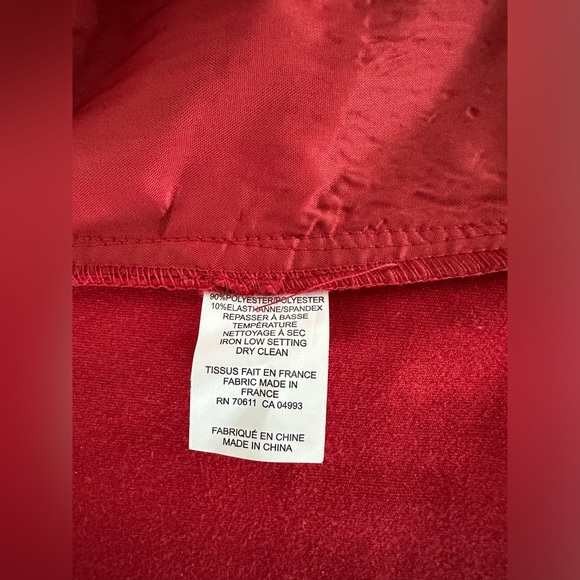 90%POLYESTER/POLYESTER
10%ELASTHANNE/SPANDEX
REPASSER À BASSE
TEMPÉRATURE
NETTOYAGE À SEC
IRON LOW SETTING
DRY CLEAN
TISSUS FAIT EN FRANCE
FABRIC MADE IN
FRANCE
RN 70611 CA 04993
FABRIQUÉ EN CHINE
MADE IN CHINA